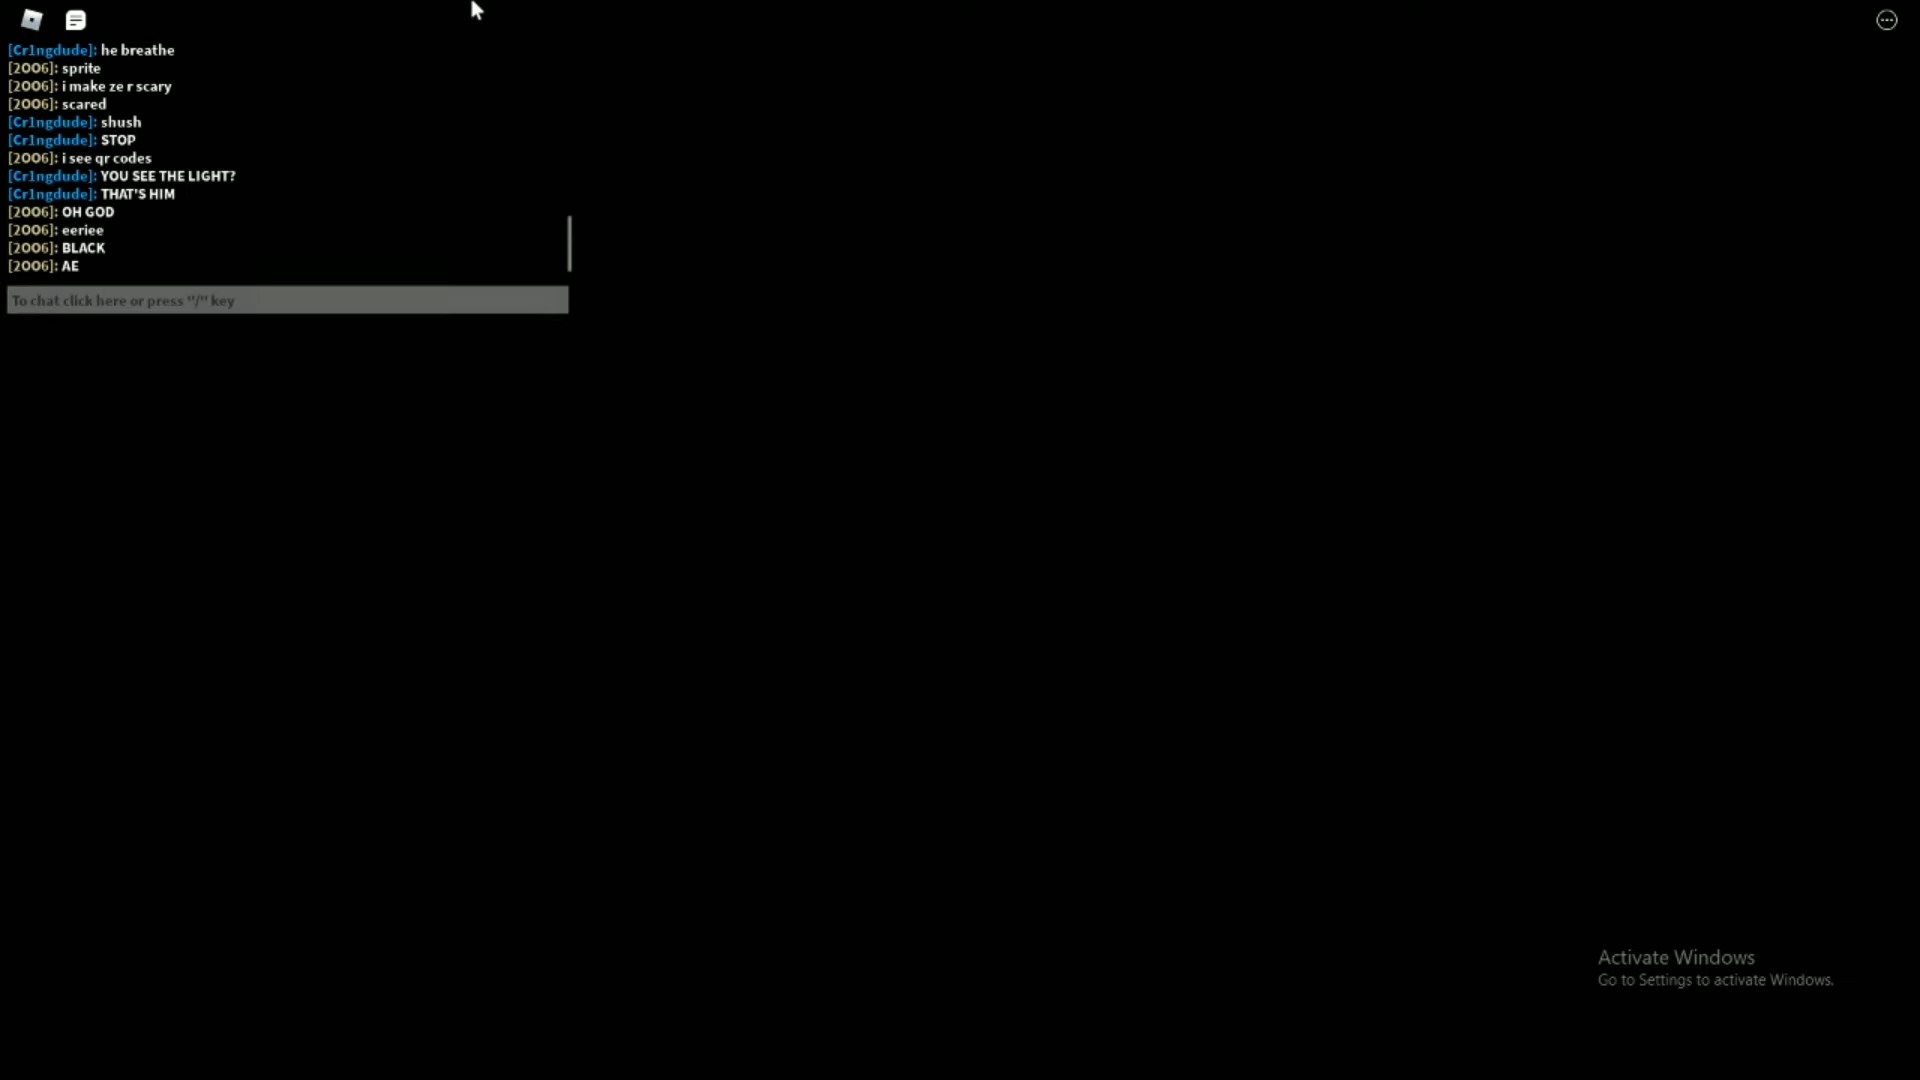 [Cr1ngdude]: he breathe
[2006]: sprite
[2006]: i make ze r scary
[2006]: scared
[Cr1ngdude]: shush
[Cr1ngdude]: STOP
[2006]: i see qr codes
[Cr1ngdude]: YOU SEE THE LIGHT?
[Cr1ngdude]: THAT'S HIM
[2006]: OH GOD
[2006]: eeriee
[2006]: BLACK
[2006]: AE
To chat click here or press "/" key
Activate Windows
Go to Settings to activate Windows.